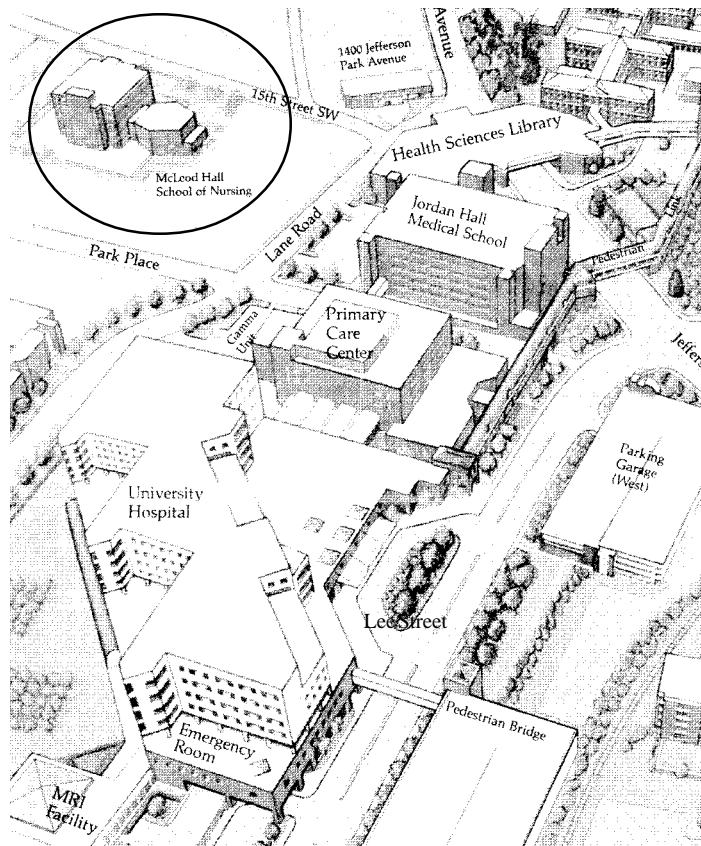 Avenue
1400 Jefferson
Park Avenue
15th Street SW
Health Sciences Library
McLeod Hall
School of Nursing
Jordan Hall
Medical School
Lane Road
Link
Pedestrian
Park Place
Primary
Care
Center
Gamma
Unit
Jeffers
Parking
Garage
(West)
University
Hospital
Lee Street
Pedestrian Bridge
Emergency
Room
MRI
Facility